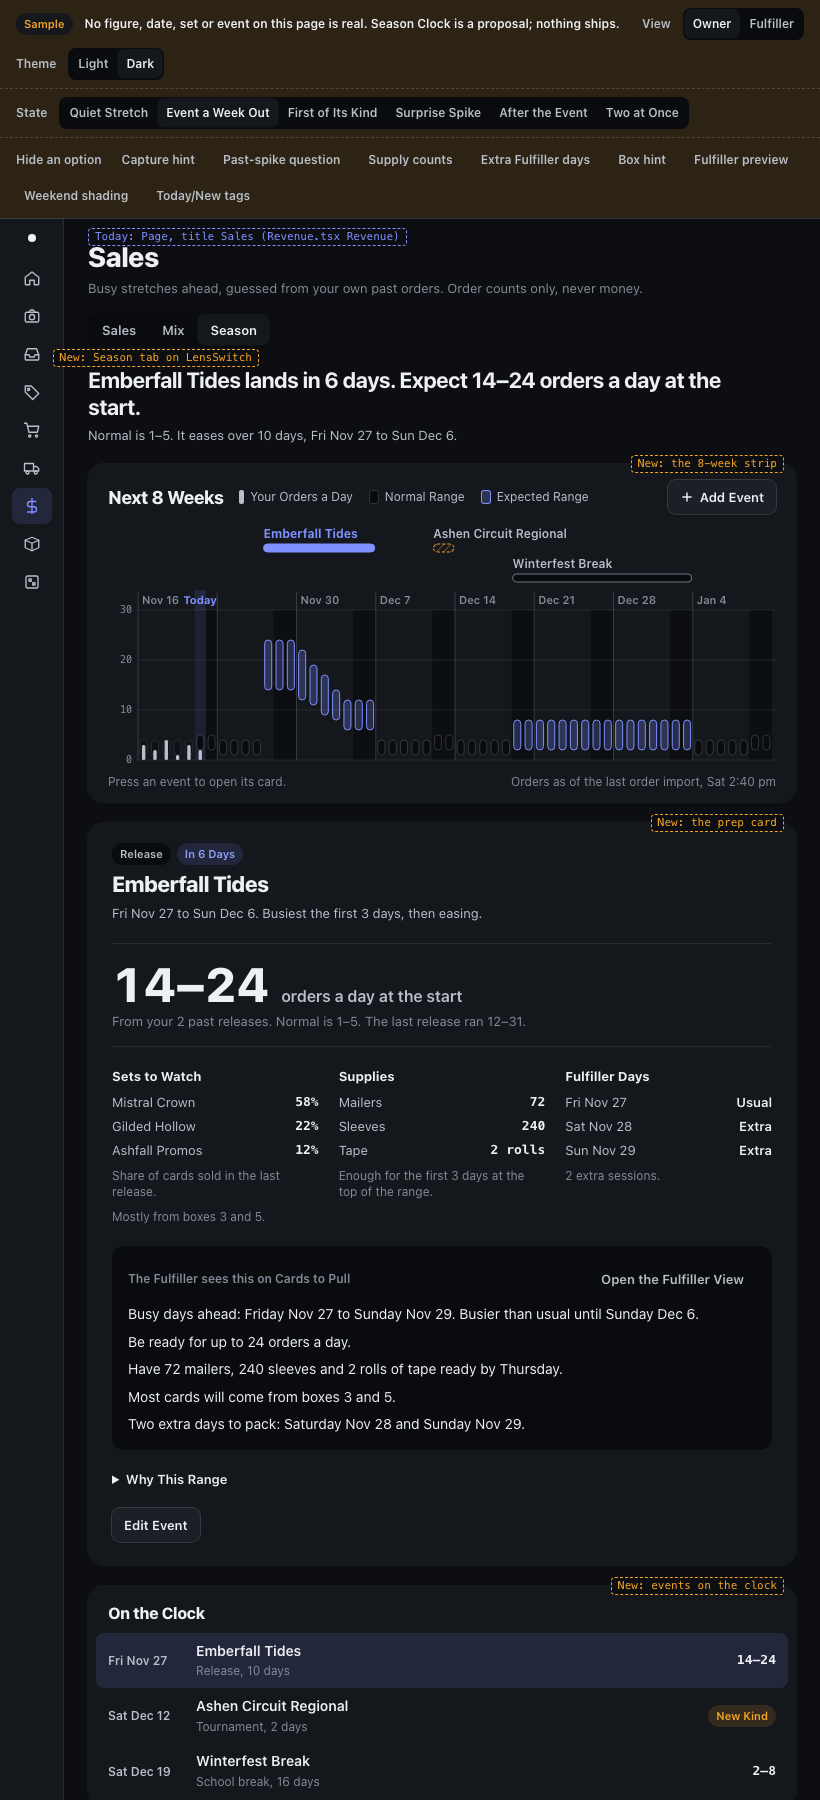 Sample No figure, date, set or event on this page is real. Season Clock is a proposal; nothing ships. View Owner Fulfiller
Theme Light Dark
State Quiet Stretch Event a Week Out First of Its Kind Surprise Spike After the Event Two at Once
Hide an option Capture hint Past-spike question Supply counts Extra Fulfiller days Box hint Fulfiller preview
Weekend shading Today/New tags
Today: Page, title Sales (Revenue.tsx Revenue)
Sales
Busy stretches ahead, guessed from your own past orders. Order counts only, never money.
Sales Mix Season
New: Season tab on LensSwitch
Emberfall Tides lands in 6 days. Expect 14–24 orders a day at the
start.
Normal is 1–5. It eases over 10 days, Fri Nov 27 to Sun Dec 6.
New: the 8-week strip
Next 8 Weeks Your Orders a Day Normal Range Expected Range + Add Event
Emberfall Tides Ashen Circuit Regional
Winterfest Break
Nov 16 Today Nov 30 Dec 7 Dec 14 Dec 21 Dec 28 Jan 4
30
20
10
0
Press an event to open its card. Orders as of the last order import, Sat 2:40 pm
New: the prep card
Release In 6 Days
Emberfall Tides
Fri Nov 27 to Sun Dec 6. Busiest the first 3 days, then easing.
14–24 orders a day at the start
From your 2 past releases. Normal is 1–5. The last release ran 12–31.
Sets to Watch Supplies Fulfiller Days
Mistral Crown 58% Mailers 72 Fri Nov 27 Usual
Gilded Hollow 22% Sleeves 240 Sat Nov 28 Extra
Ashfall Promos 12% Tape 2 rolls Sun Nov 29 Extra
Share of cards sold in the last Enough for the first 3 days at the 2 extra sessions.
release. top of the range.
Mostly from boxes 3 and 5.
The Fulfiller sees this on Cards to Pull Open the Fulfiller View
Busy days ahead: Friday Nov 27 to Sunday Nov 29. Busier than usual until Sunday Dec 6.
Be ready for up to 24 orders a day.
Have 72 mailers, 240 sleeves and 2 rolls of tape ready by Thursday.
Most cards will come from boxes 3 and 5.
Two extra days to pack: Saturday Nov 28 and Sunday Nov 29.
Why This Range
Edit Event
New: events on the clock
On the Clock
Fri Nov 27 Emberfall Tides 14–24
Release, 10 days
Sat Dec 12 Ashen Circuit Regional New Kind
Tournament, 2 days
Sat Dec 19 Winterfest Break 2–8
School break, 16 days